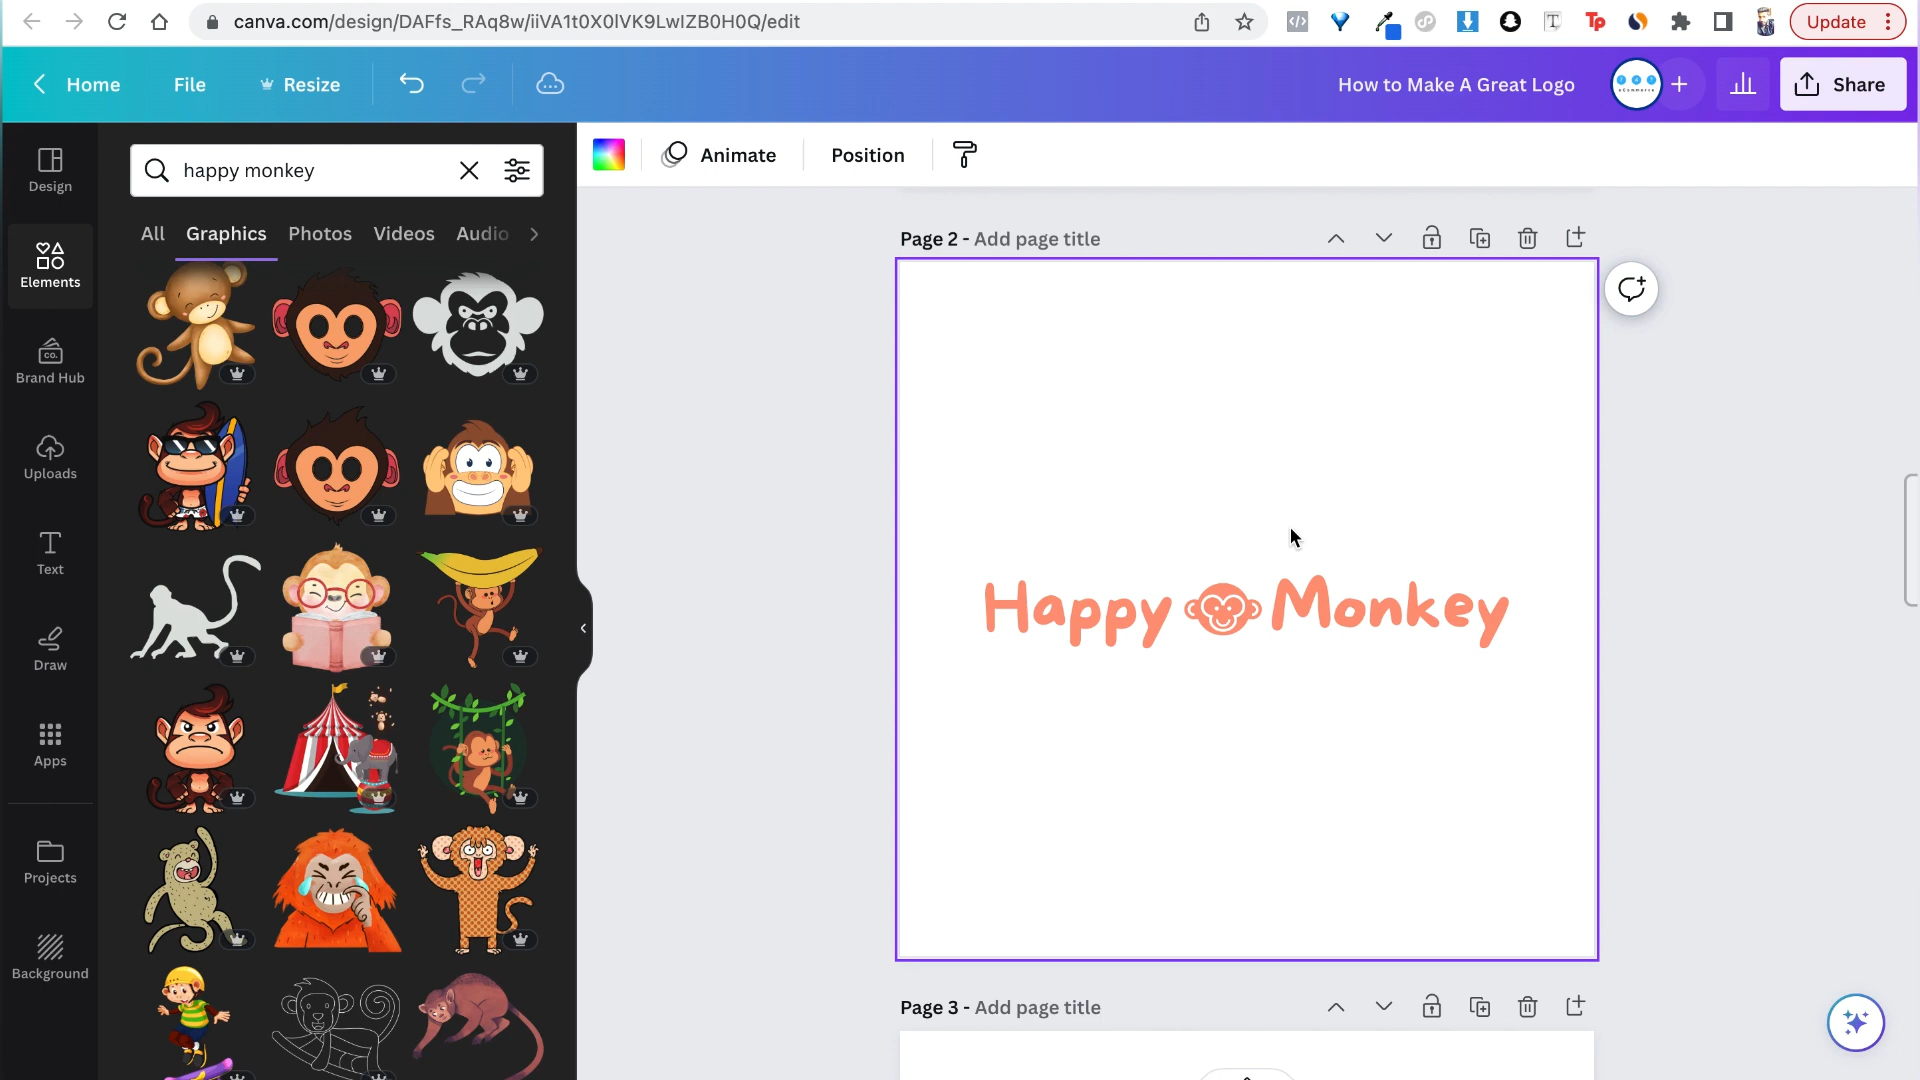 canva.com/design/DAFfs_RAq8w/iiVA1t0X0IVK9LwIZB0H0Q/edit
Update
Home
File
Resize
How to Make A Great Logo
Share
Design
Elements
Brand Hub
Uploads
Text
Draw
Apps
Projects
Background
happy monkey
All
Graphics
Photos
Videos
Audio
Animate
Position
Page 2 - Add page title
Happy Monkey
Page 3 - Add page title